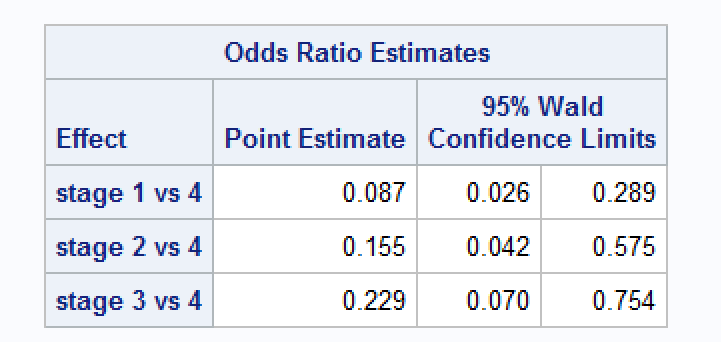 Odds Ratio Estimates
95% Wald
Effect Point Estimate Confidence Limits
stage 1 vs 4 0.087 0.026 0.289
stage 2 vs 4 0.155 0.042 0.575
stage 3 vs 4 0.229 0.070 0.754